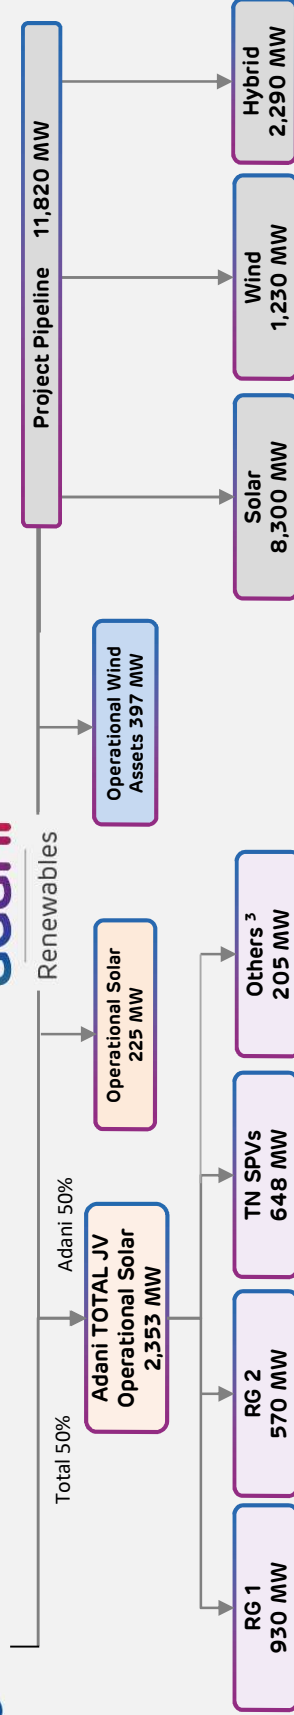 Renewables
Total 50%
Adani 50%
Adani TOTAL JV
Operational Solar
2,353 MW
Operational Solar
225 MW
Operational Wind
Assets 397 MW
Project Pipeline 11,820 MW
RG 1
930 MW
RG 2
570 MW
TN SPVs
648 MW
Others ³
205 MW
Solar
8,300 MW
Wind
1,230 MW
Hybrid
2,290 MW